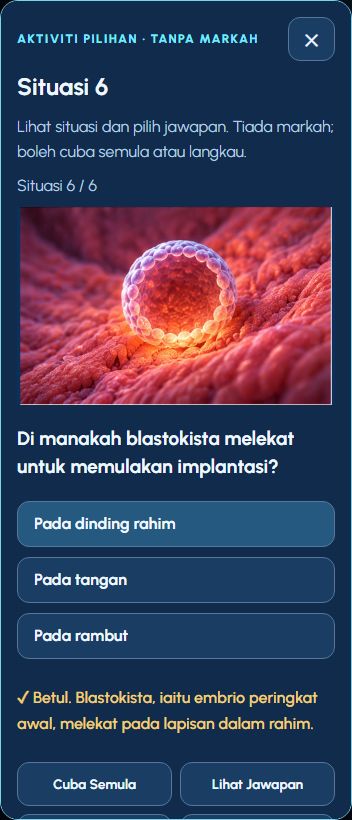 AKTIVITI PILIHAN · TANPA MARKAH
Situasi 6
Lihat situasi dan pilih jawapan. Tiada markah;
boleh cuba semula atau langkau.
Situasi 6 / 6
Di manakah blastokista melekat
untuk memulakan implantasi?
Pada dinding rahim
Pada tangan
Pada rambut
✓ Betul. Blastokista, iaitu embrio peringkat
awal, melekat pada lapisan dalam rahim.
Cuba Semula
Lihat Jawapan